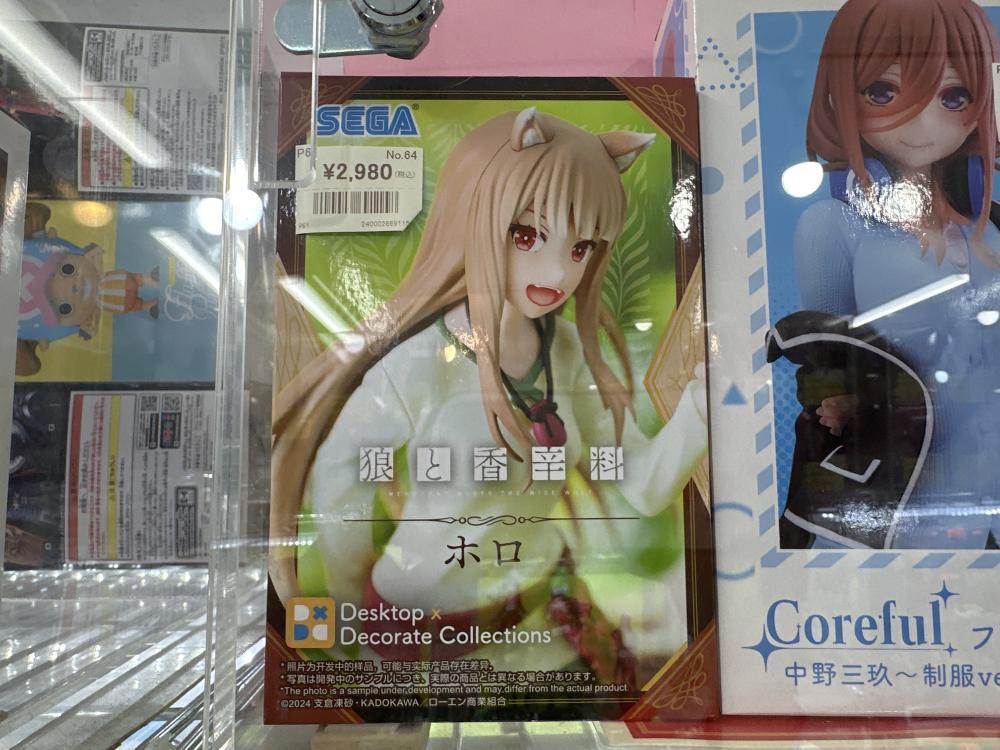 SEGA
No.64
¥2,980(税込)
狼と香辛料
MERCHANT MEETS THE WISE WOLF
ホロ
Desktop x
Decorate Collections
*照片为开发中的样品，可能与实际产品存在差异。
*写真は開発中のサンプルにつき、実際の商品とは異なる場合があります。
*The photo is a sample under development and may differ from the actual product
©2024 支倉凍砂・KADOKAWA／ローエン商業組合
Coreful フ
中野三玖～制服ve